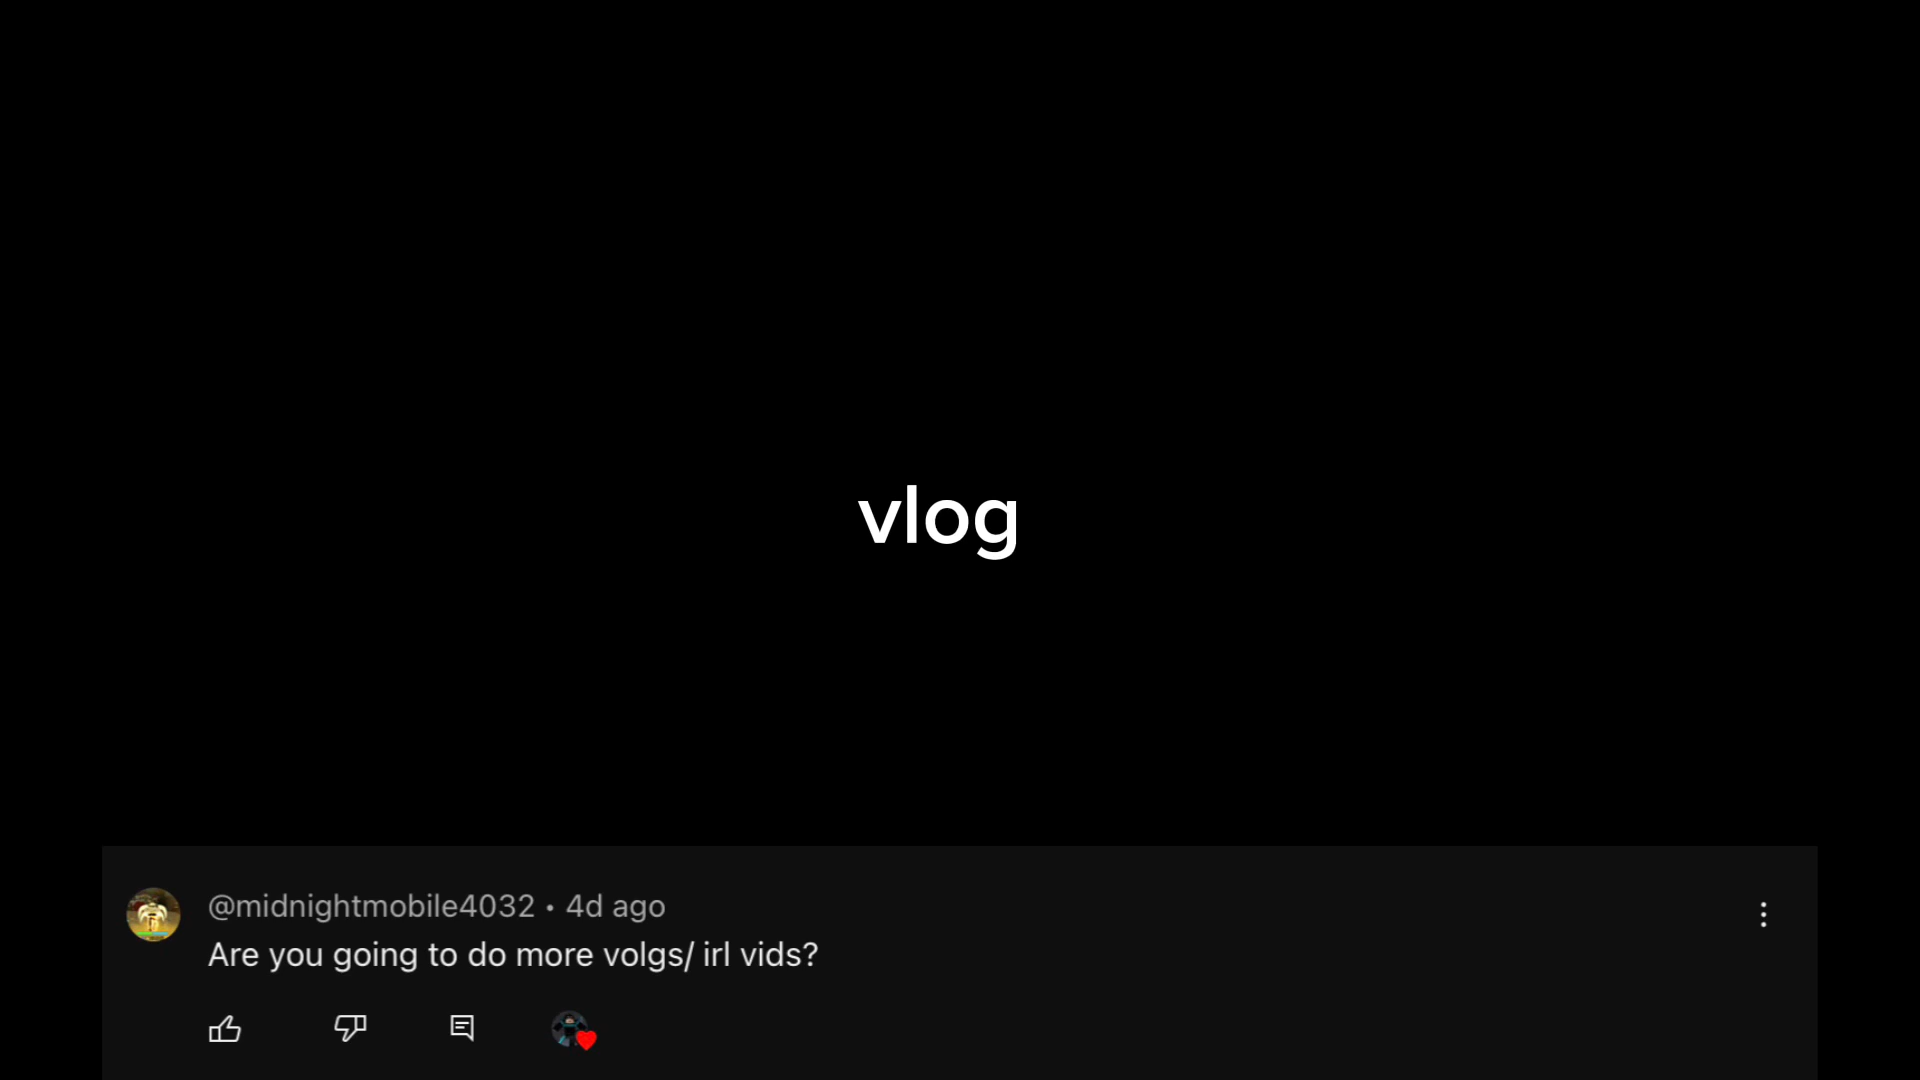 vlog
@midnightmobile4032 • 4d ago
Are you going to do more volgs/ irl vids?